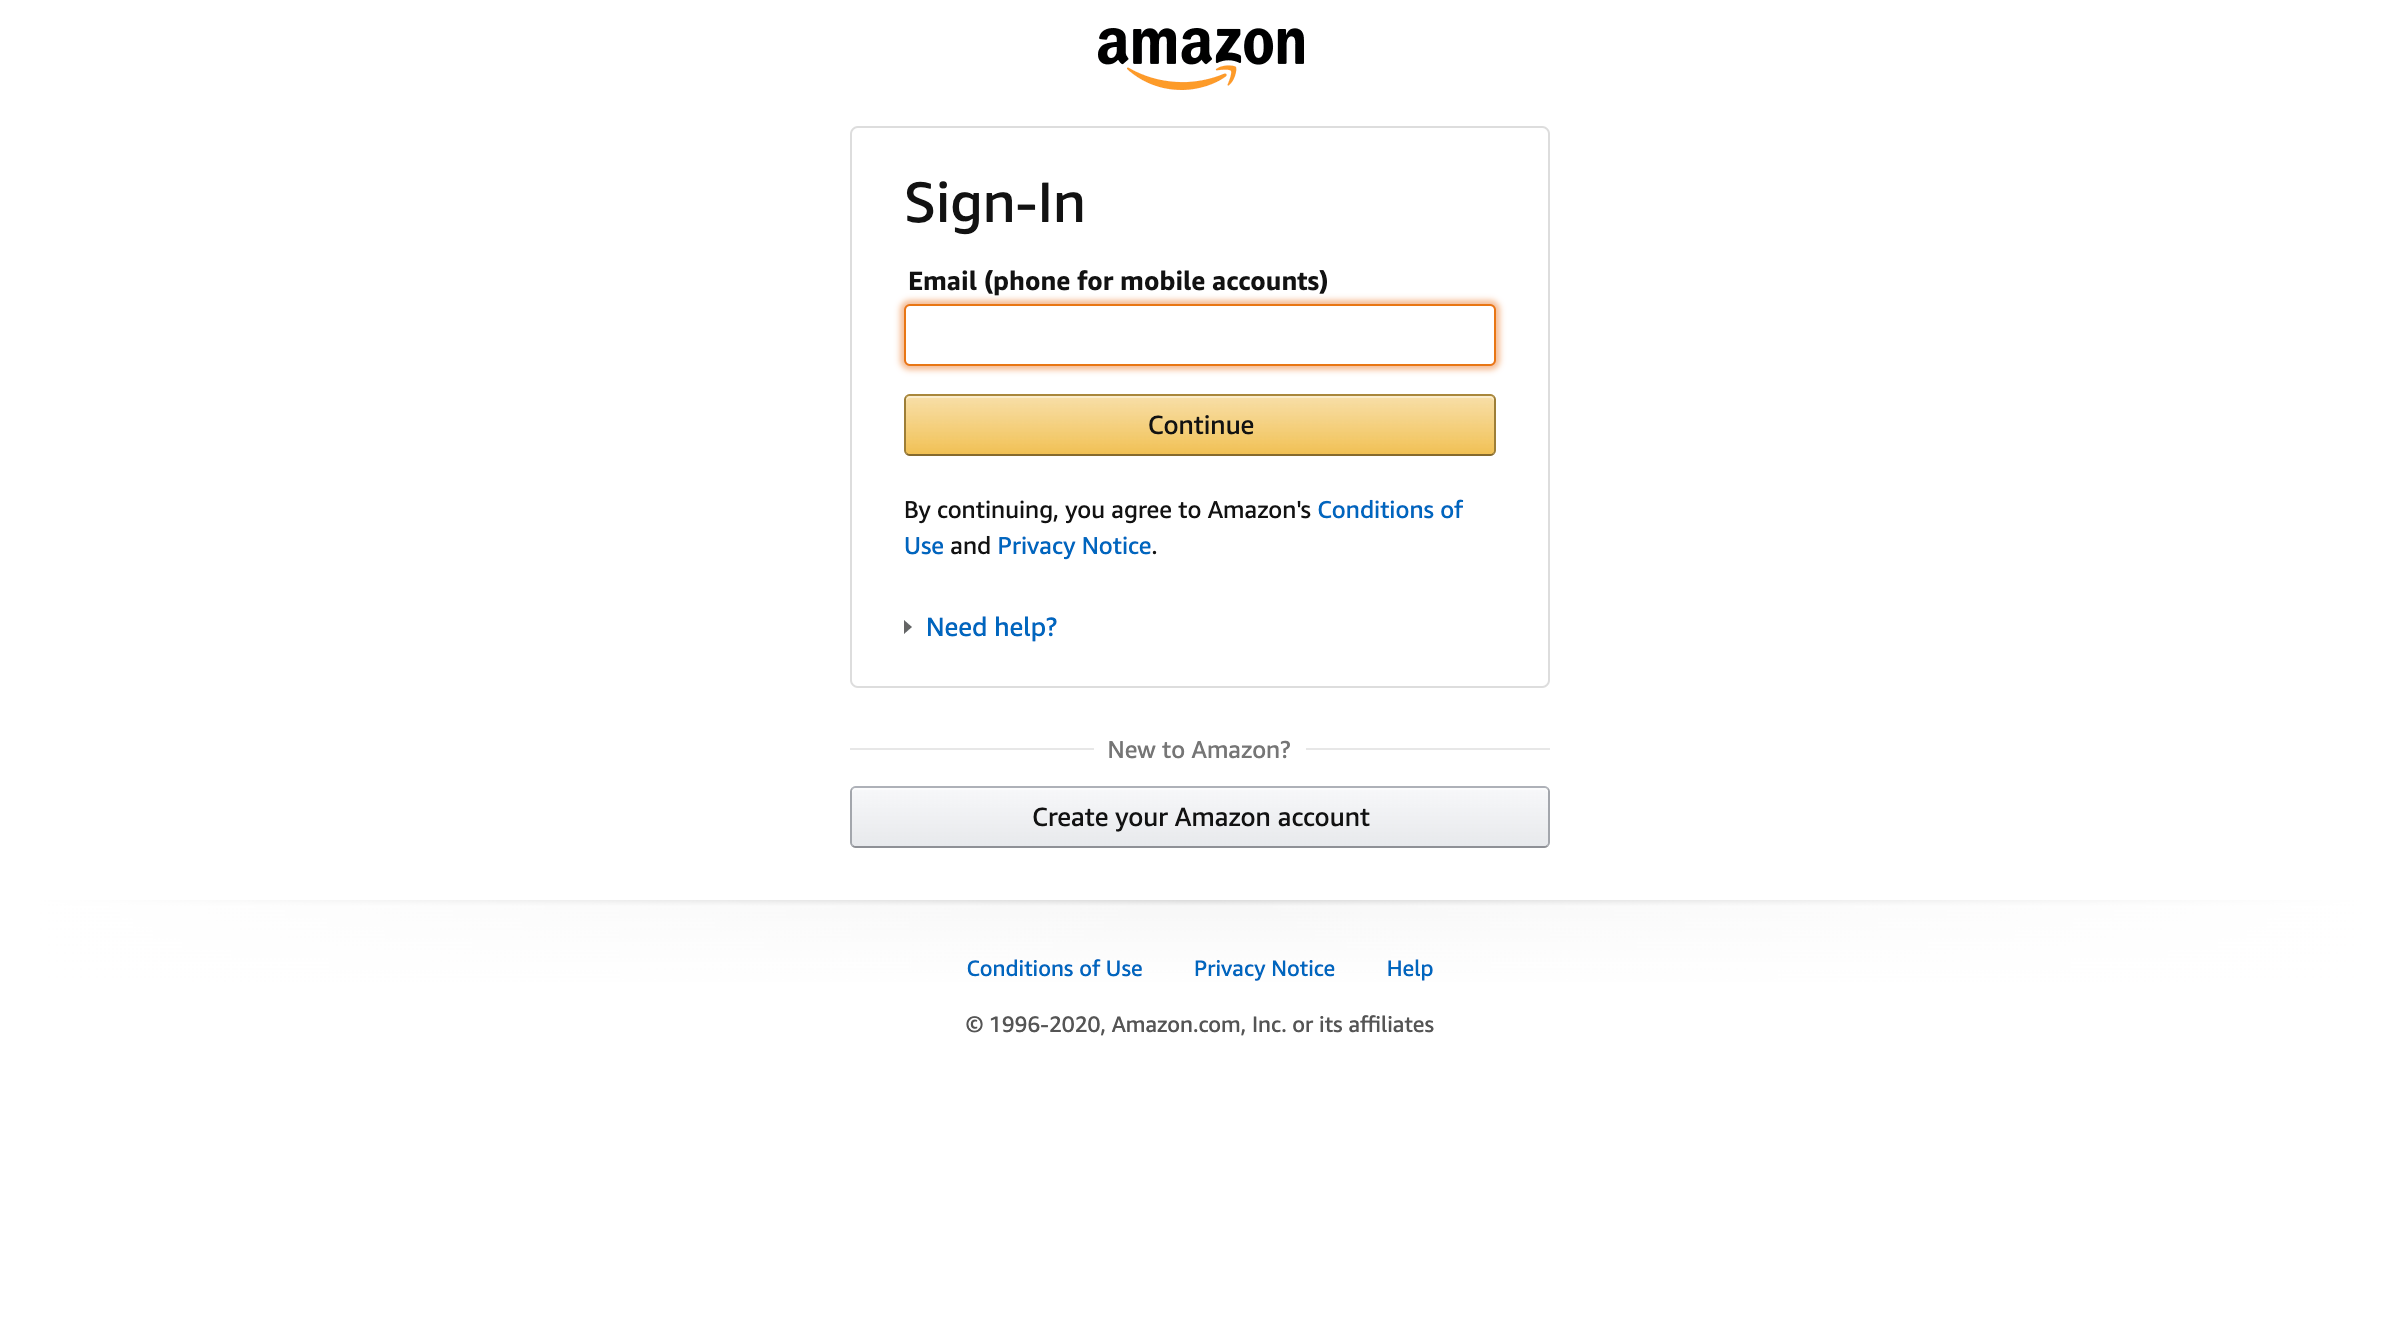 amazon
Sign-In
Email (phone for mobile accounts)
Continue
By continuing, you agree to Amazon's Conditions of
Use and Privacy Notice.
Need help?
New to Amazon?
Create your Amazon account
Conditions of Use Privacy Notice Help
© 1996-2020, Amazon.com, Inc. or its affiliates